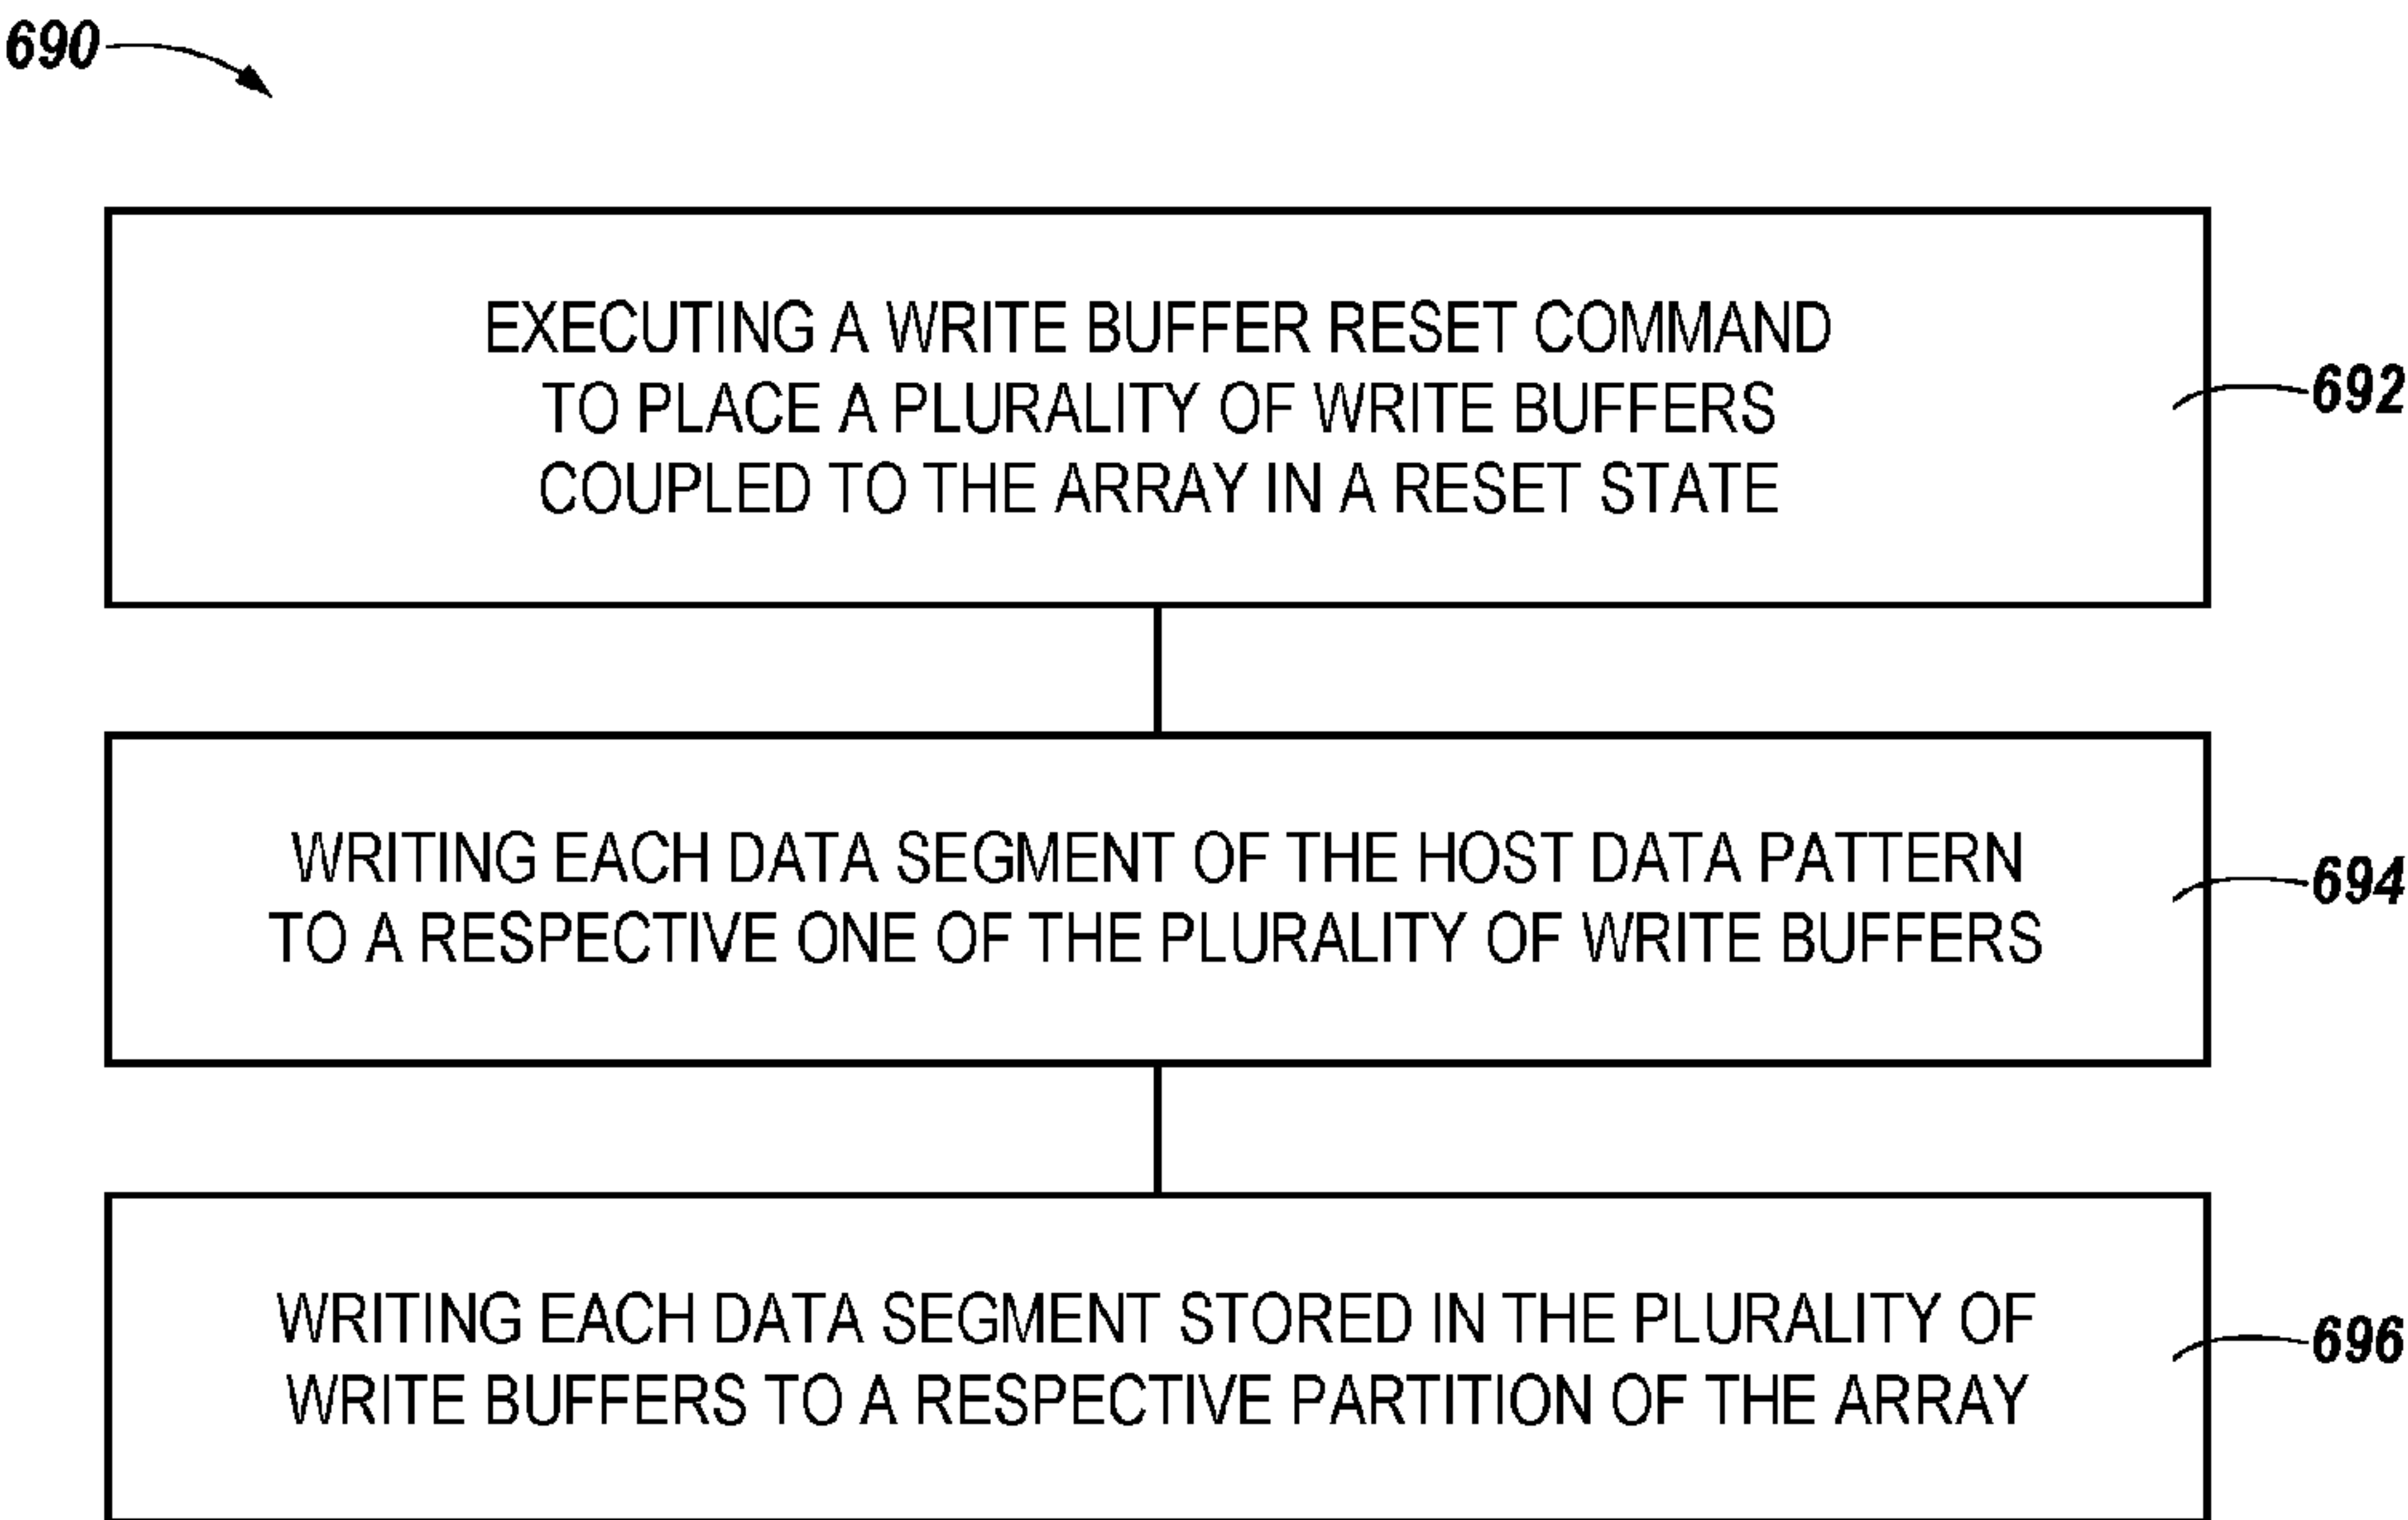 690
EXECUTING A WRITE BUFFER RESET COMMAND
TO PLACE A PLURALITY OF WRITE BUFFERS
COUPLED TO THE ARRAY IN A RESET STATE
692
WRITING EACH DATA SEGMENT OF THE HOST DATA PATTERN
TO A RESPECTIVE ONE OF THE PLURALITY OF WRITE BUFFERS
694
WRITING EACH DATA SEGMENT STORED IN THE PLURALITY OF
WRITE BUFFERS TO A RESPECTIVE PARTITION OF THE ARRAY
696